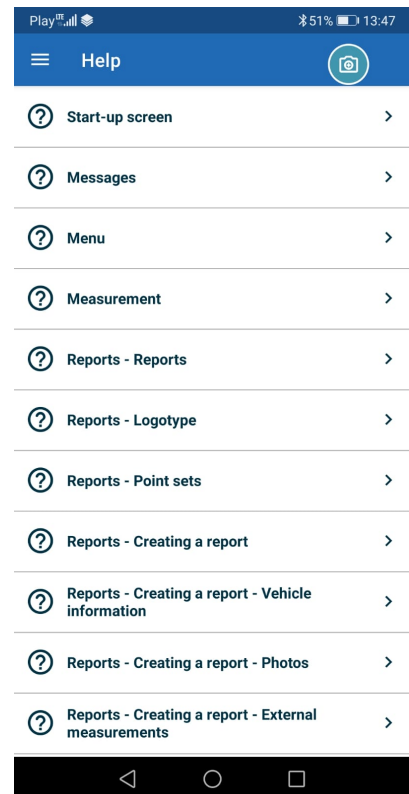 Play 51% 13:47
Help
Start-up screen
Messages
Menu
Measurement
Reports - Reports
Reports - Logotype
Reports - Point sets
Reports - Creating a report
Reports - Creating a report - Vehicle
information
Reports - Creating a report - Photos
Reports - Creating a report - External
measurements